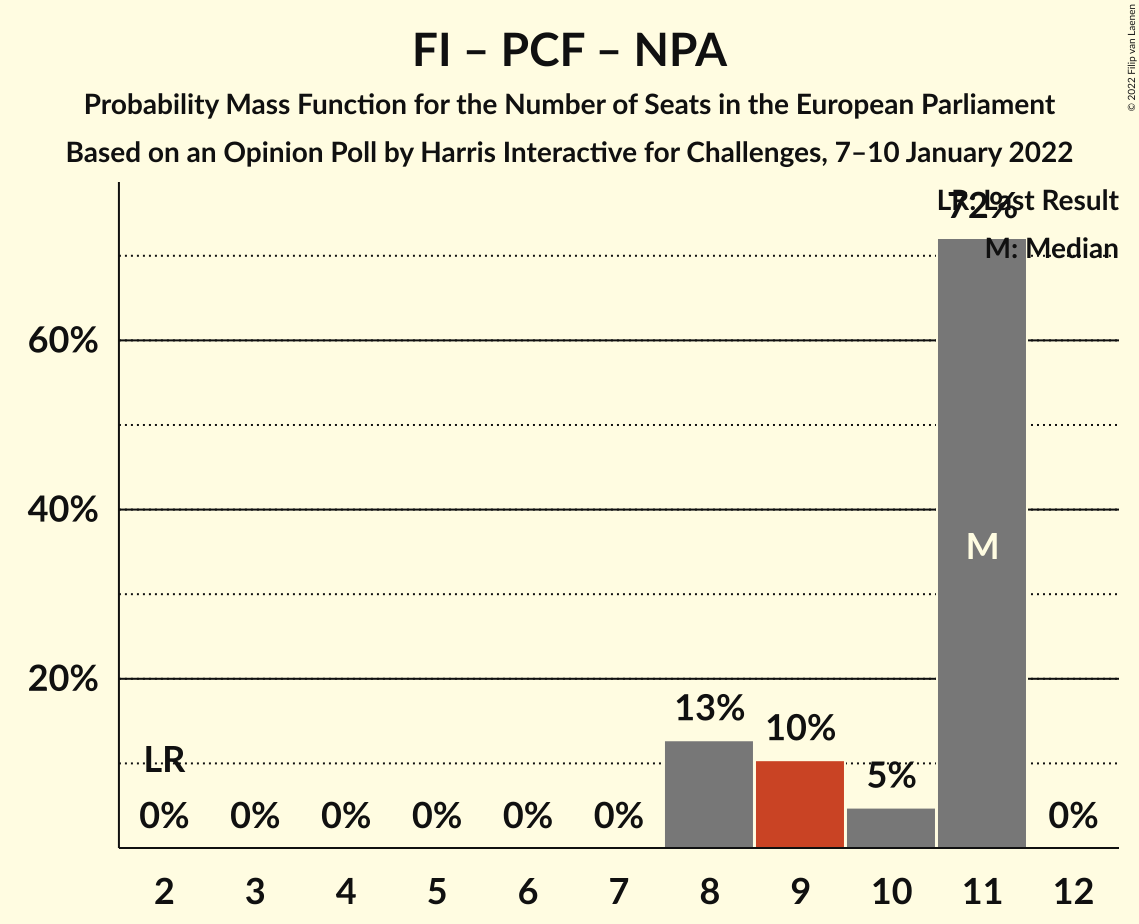 FI – PCF – NPA
Probability Mass Function for the Number of Seats in the European Parliament
Based on an Opinion Poll by Harris Interactive for Challenges, 7–10 January 2022
© 2022 Filip van Laenen
LR: Last Result
M: Median
72%
60%
40%
20%
M
LR
0%
0%
0%
0%
0%
0%
13%
10%
5%
0%
2 3 4 5 6 7 8 9 10 11 12